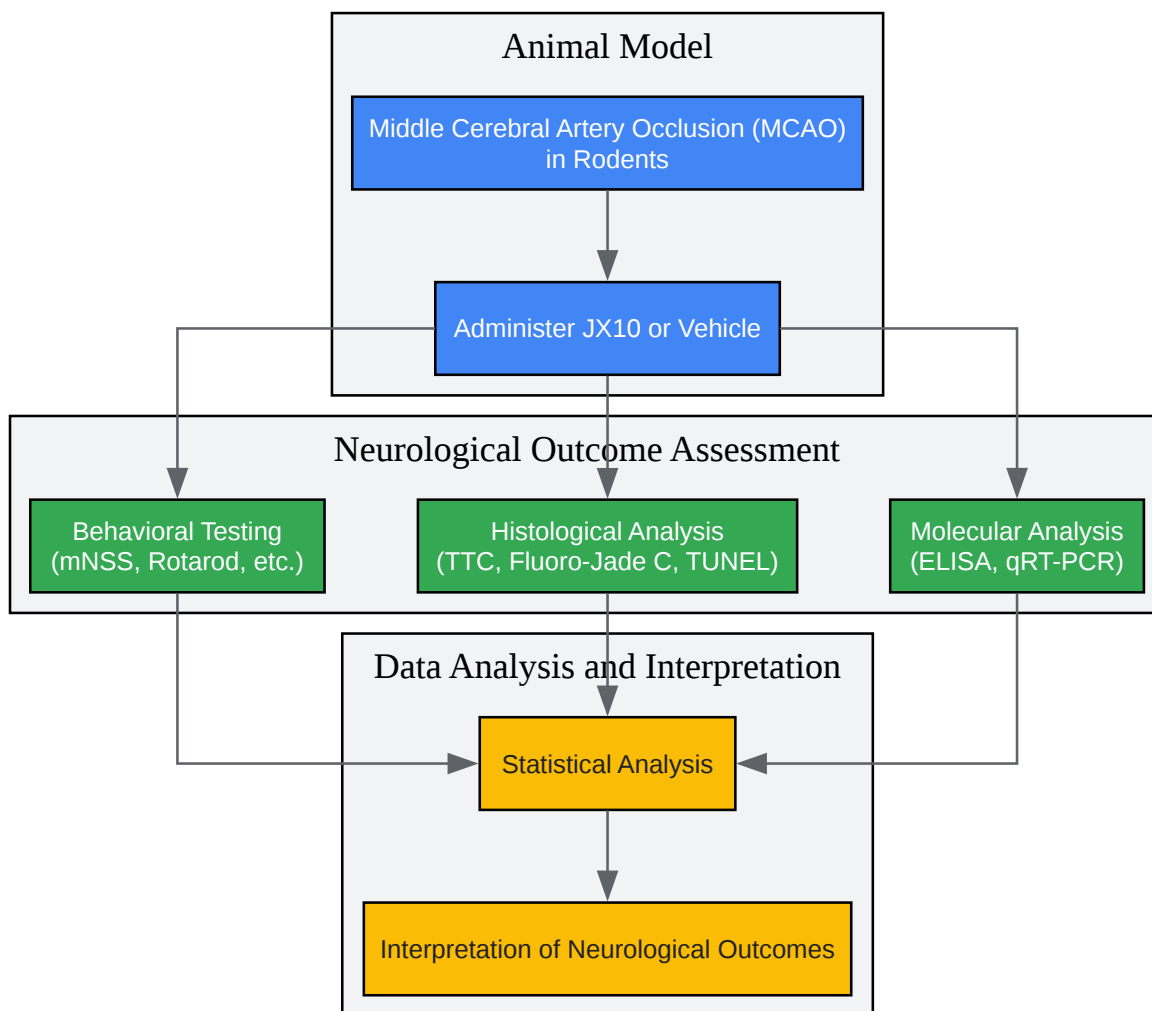 Animal Model
Middle Cerebral Artery Occlusion (MCAO)
in Rodents
Administer JX10 or Vehicle
Neurological Outcome Assessment
Behavioral Testing
(mNSS, Rotarod, etc.)
Histological Analysis
(TTC, Fluoro-Jade C, TUNEL)
Molecular Analysis
(ELISA, qRT-PCR)
Data Analysis and Interpretation
Statistical Analysis
Interpretation of Neurological Outcomes